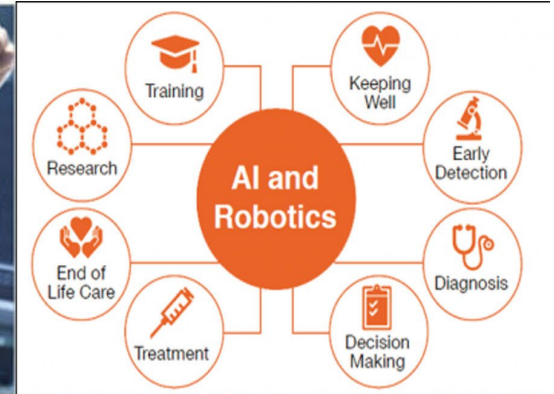 Training
Keeping
Well
Research
Early
Detection
AI and
Robotics
End of
Life Care
Diagnosis
Treatment
Decision
Making